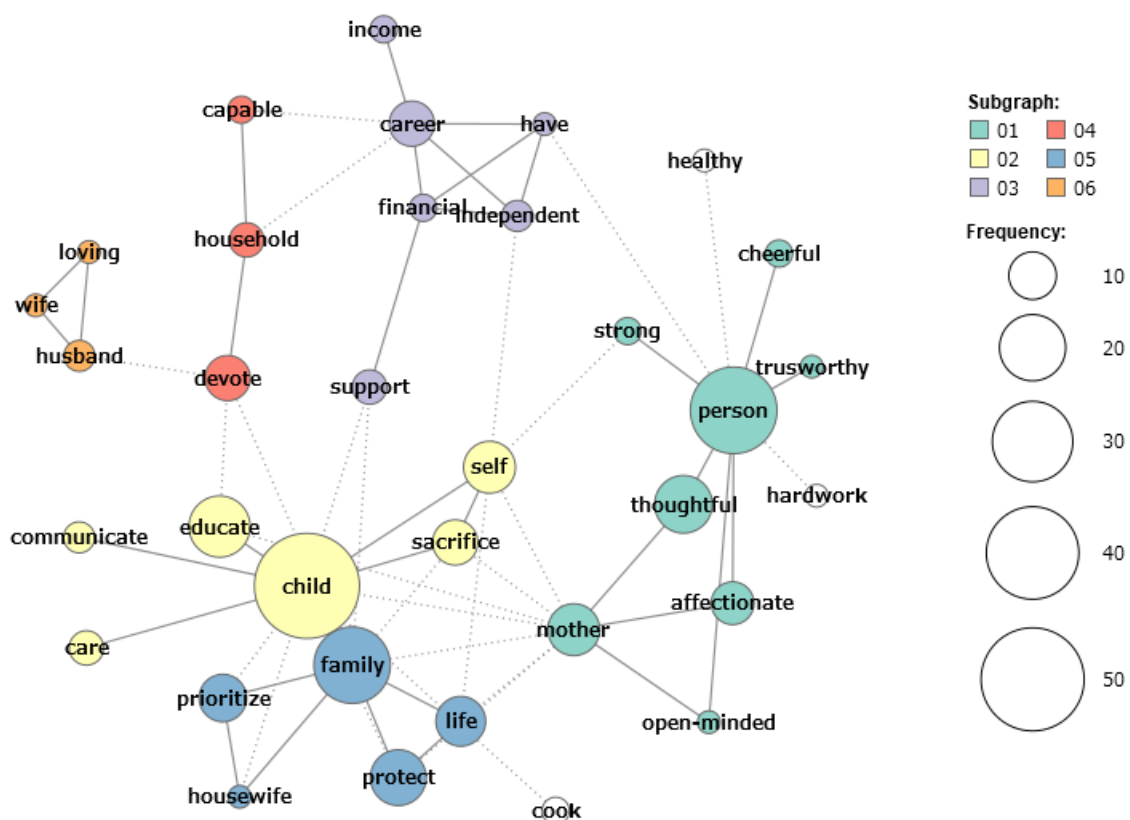 income
capable
career
have
healthy
financial
independent
household
loving
cheerful
wife
strong
husband
trusworthy
devote
support
person
self
thoughtful
hardwork
educate
communicate
sacrifice
child
affectionate
mother
care
family
prioritize
life
open-minded
protect
housewife
cook
Subgraph:
01 04
02 05
03 06
Frequency:
10
20
30
40
50